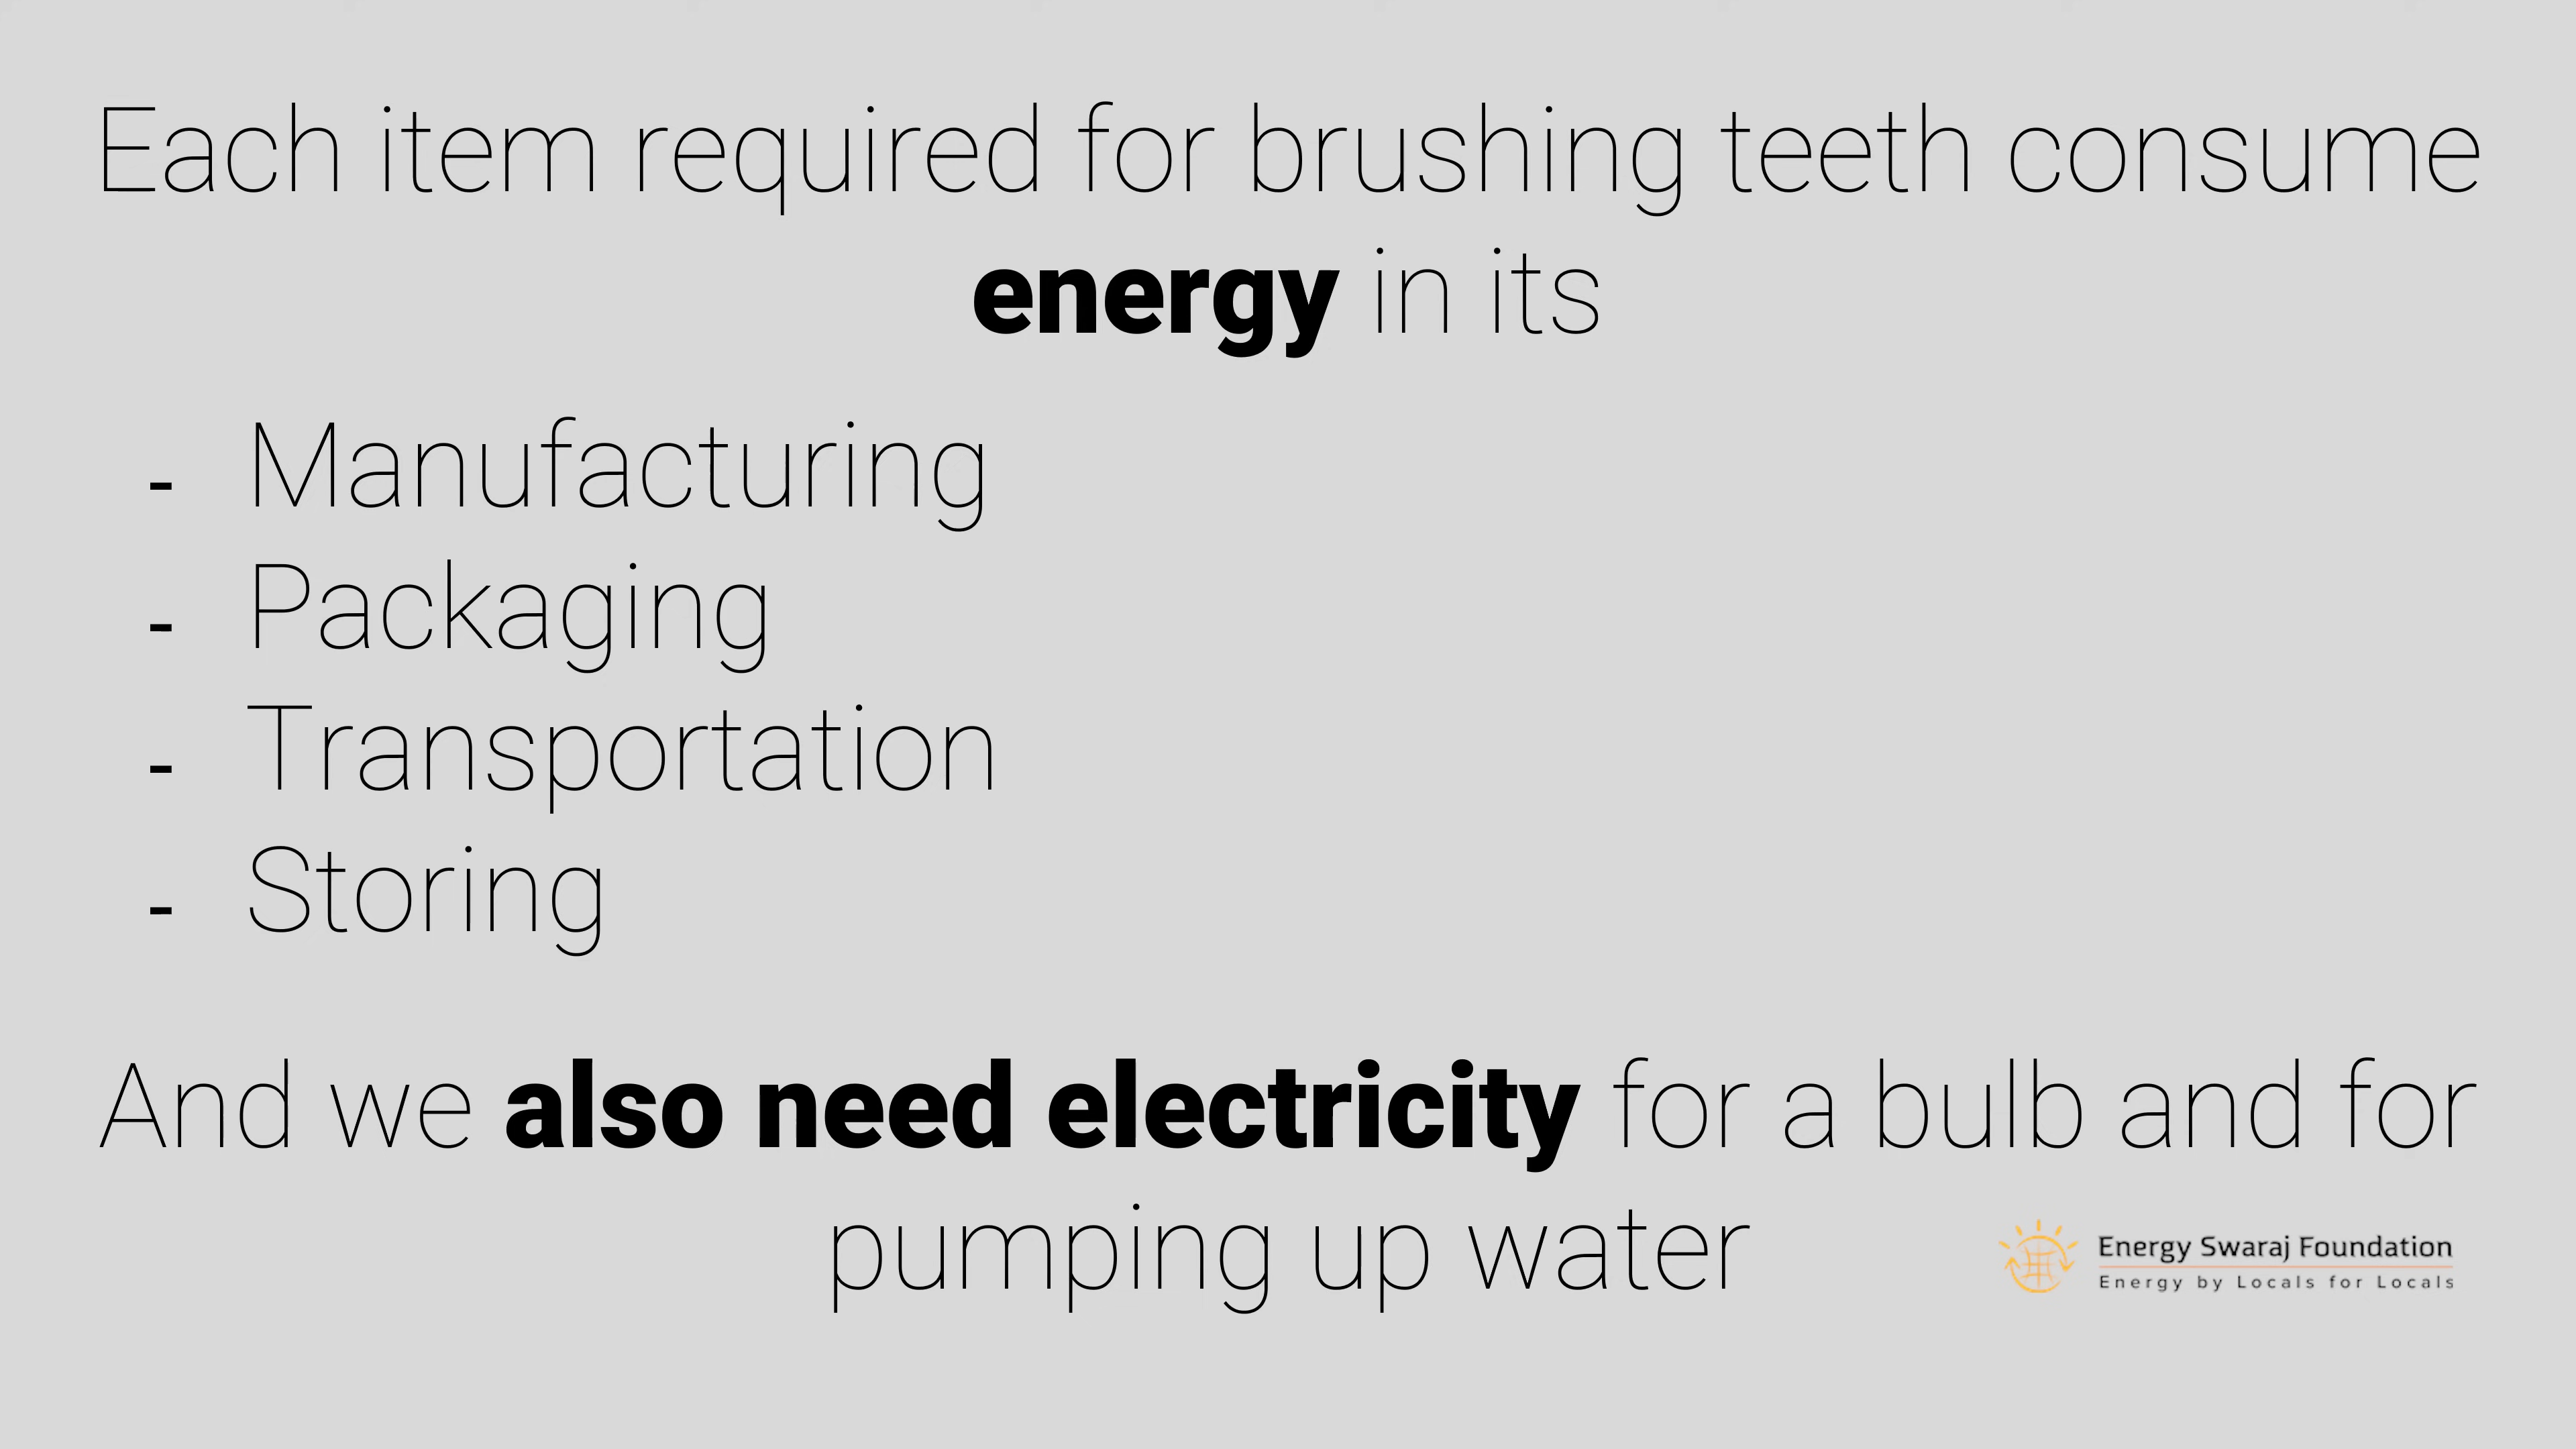 Each item required for brushing teeth consume
energy in its
- Manufacturing
- Packaging
- Transportation
- Storing
And we also need electricity for a bulb and for
pumping up water
Energy Swaraj Foundation
Energy by Locals for Locals